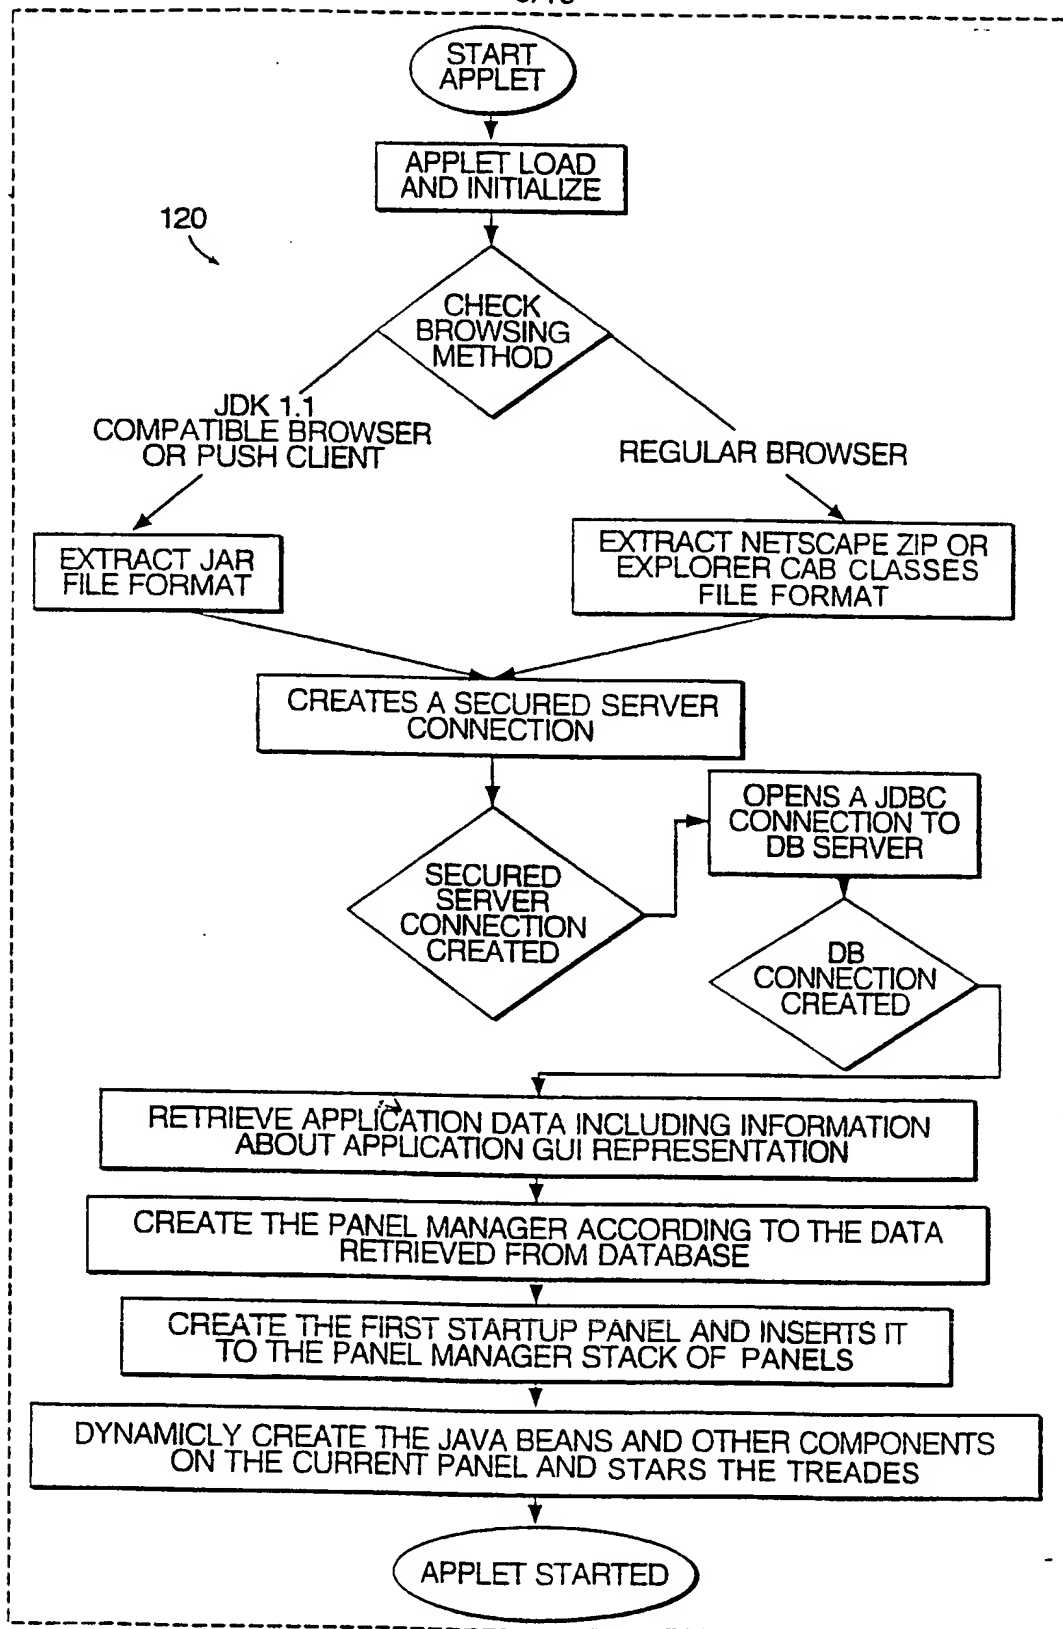 START
APPLET
APPLET LOAD
AND INITIALIZE
120
CHECK
BROWSING
METHOD
JDK 1.1
COMPATIBLE BROWSER
OR PUSH CLIENT
REGULAR BROWSER
EXTRACT JAR
FILE FORMAT
EXTRACT NETSCAPE ZIP OR
EXPLORER CAB CLASSES
FILE FORMAT
CREATES A SECURED SERVER
CONNECTION
OPENS A JDBC
CONNECTION TO
DB SERVER
SECURED
SERVER
CONNECTION
CREATED
DB
CONNECTION
CREATED
RETRIEVE APPLICATION DATA INCLUDING INFORMATION
ABOUT APPLICATION GUI REPRESENTATION
CREATE THE PANEL MANAGER ACCORDING TO THE DATA
RETRIEVED FROM DATABASE
CREATE THE FIRST STARTUP PANEL AND INSERTS IT
TO THE PANEL MANAGER STACK OF PANELS
DYNAMICLY CREATE THE JAVA BEANS AND OTHER COMPONENTS
ON THE CURRENT PANEL AND STARS THE TREADES
APPLET STARTED